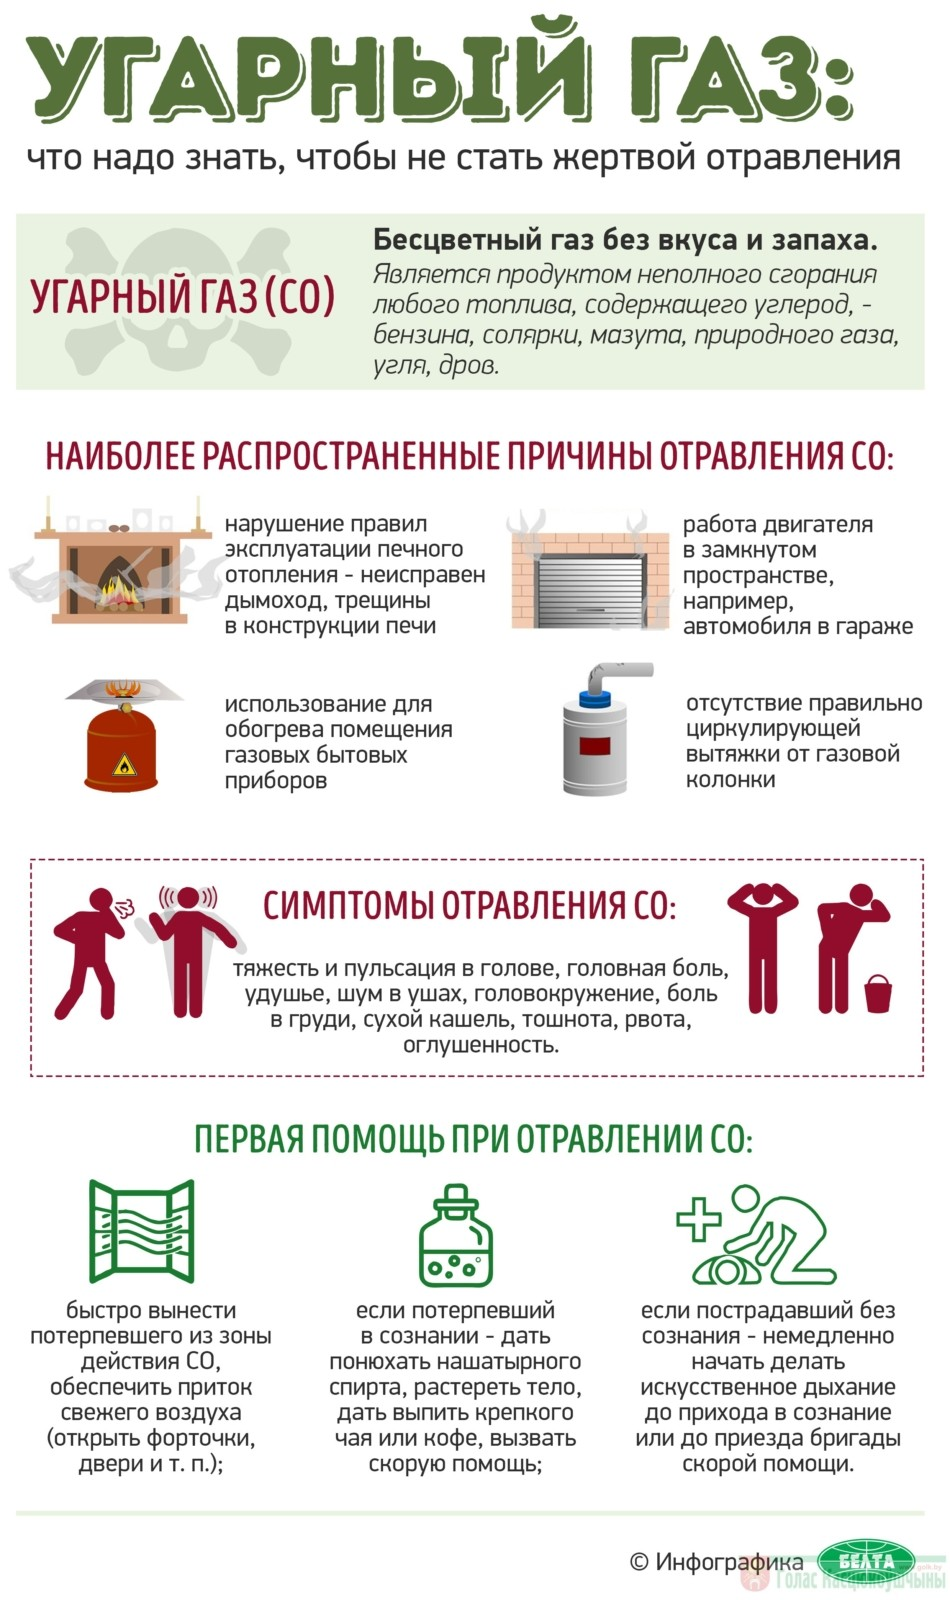 УГАРНЫЙ ГАЗ:
что надо знать, чтобы не стать жертвой отравления
УГАРНЫЙ ГАЗ (СО)
Бесцветный газ без вкуса и запаха.
Является продуктом неполного сгорания
любого топлива, содержащего углерод, -
бензина, солярки, мазута, природного газа,
угля, дров.
НАИБОЛЕЕ РАСПРОСТРАНЕННЫЕ ПРИЧИНЫ ОТРАВЛЕНИЯ СО:
нарушение правил
эксплуатации печного
отопления - неисправен
дымоход, трещины
в конструкции печи
работа двигателя
в замкнутом
пространстве,
например,
автомобиля в гараже
использование для
обогрева помещения
газовых бытовых
приборов
отсутствие правильно
циркулирующей
вытяжки от газовой
колонки
СИМПТОМЫ ОТРАВЛЕНИЯ СО:
тяжесть и пульсация в голове, головная боль,
удушье, шум в ушах, головокружение, боль
в груди, сухой кашель, тошнота, рвота,
оглушенность.
ПЕРВАЯ ПОМОЩЬ ПРИ ОТРАВЛЕНИИ СО:
быстро вынести
потерпевшего из зоны
действия СО,
обеспечить приток
свежего воздуха
(открыть форточки,
двери и т. п.);
если потерпевший
в сознании - дать
понюхать нашатырного
спирта, растереть тело,
дать выпить крепкого
чая или кофе, вызвать
скорую помощь;
если пострадавший без
сознания - немедленно
начать делать
искусственное дыхание
до прихода в сознание
или до приезда бригады
скорой помощи.
© Инфографика
БЕЛТА
Голас Касцюкоўшчыны